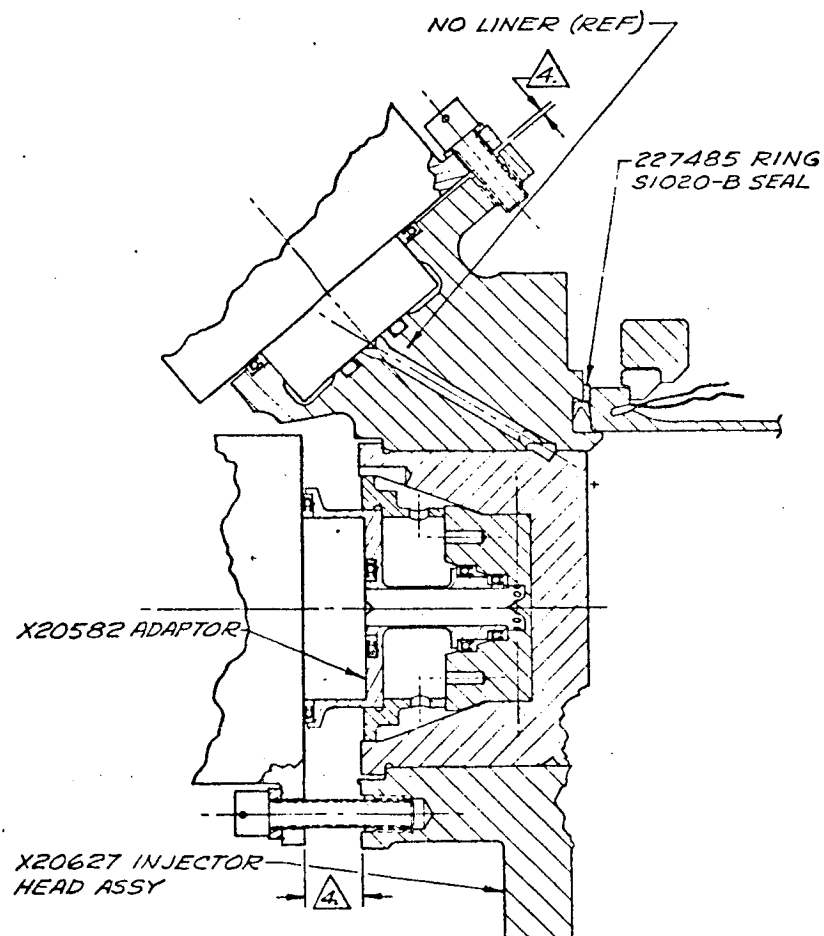 NO LINER (REF)
4.
227485 RING
S1020-B SEAL
X20582 ADAPTOR
X20627 INJECTOR
HEAD ASSY
4.